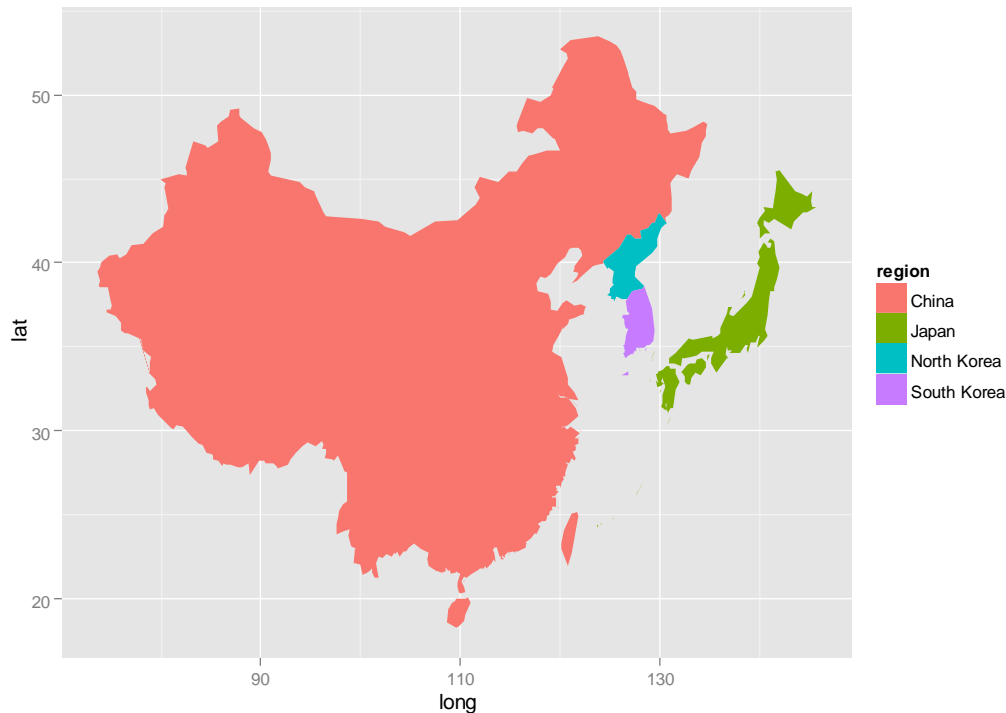 50
40
30
20
lat
90
110
130
long
region
China
Japan
North Korea
South Korea